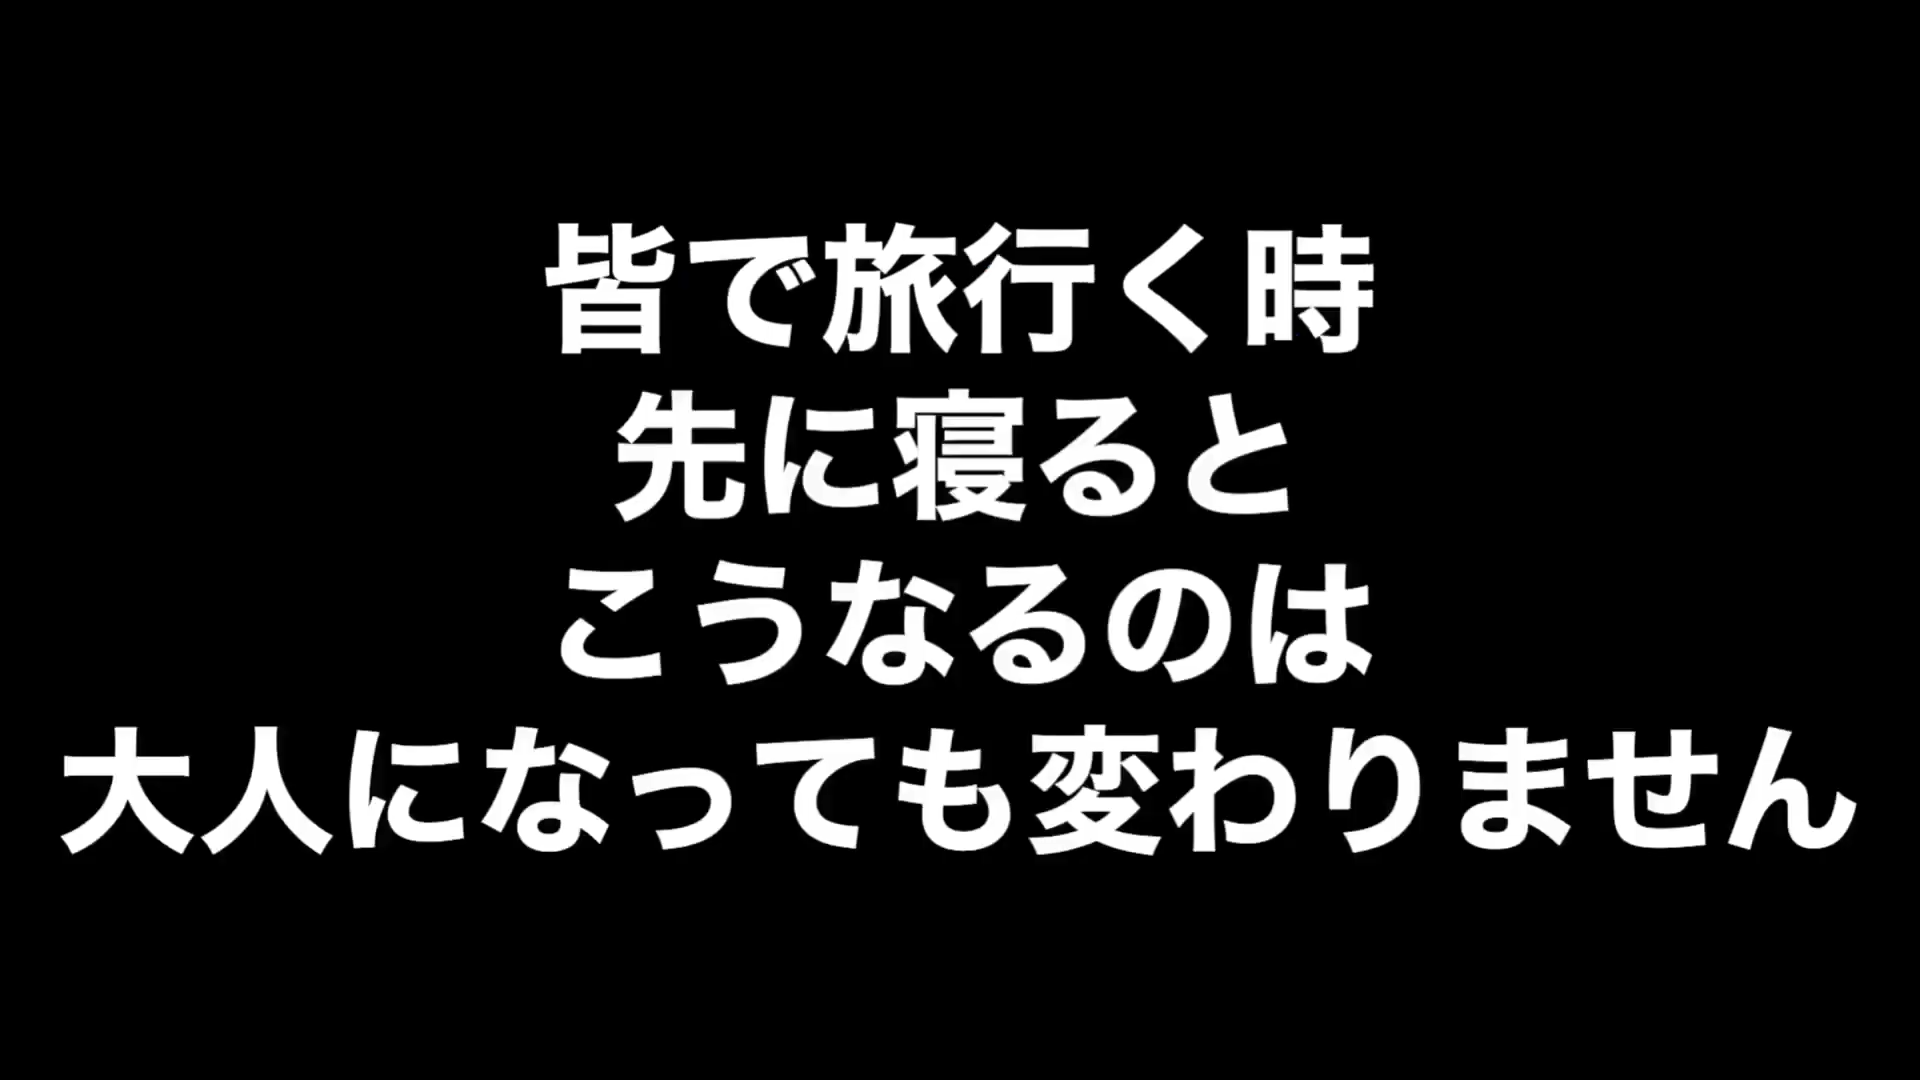 皆で旅行く時
先に寝ると
こうなるのは
大人になっても変わりません